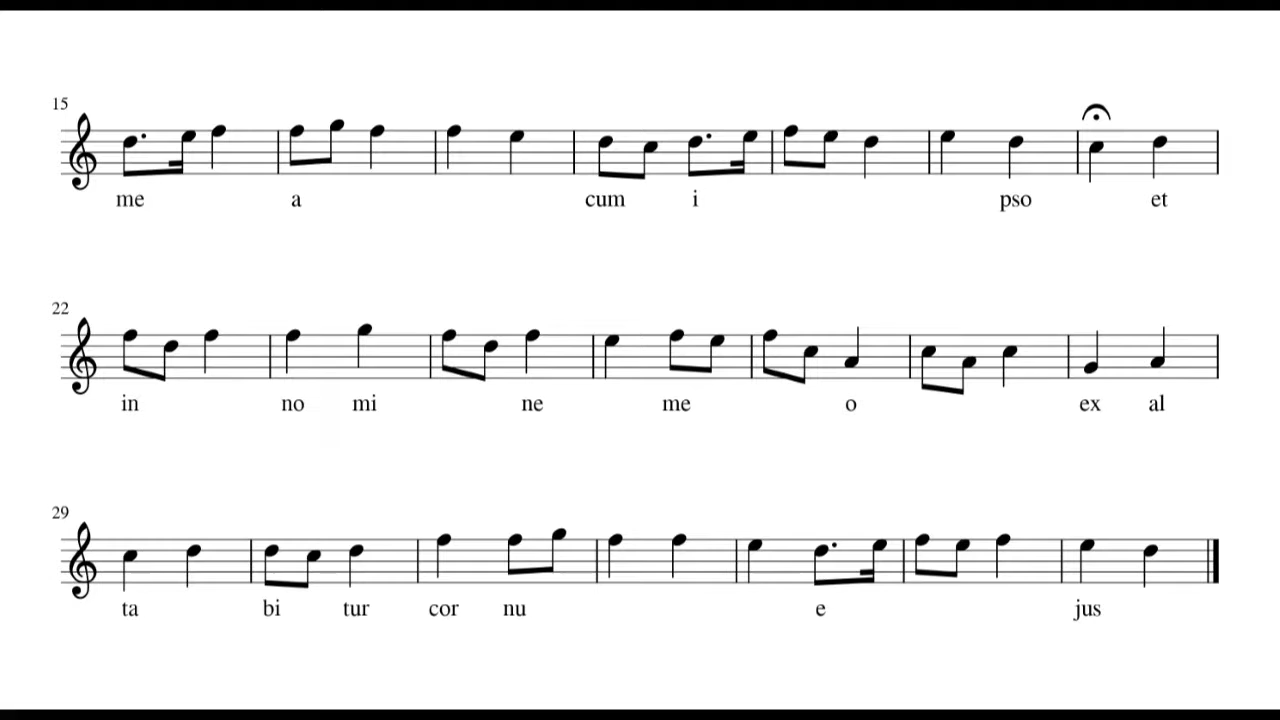 15
me a cum i pso et
22
in no mi ne me o ex al
29
ta bi tur cor nu e jus